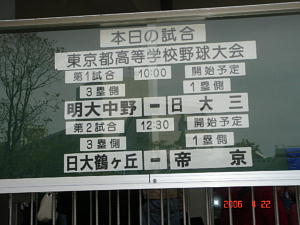 本日の試合
東京都高等学校野球大会
第1試合 10:00 開始予定
3塁側 1塁側
明大中野 ー 日大三
第2試合 12:30 開始予定
3塁側 1塁側
日大鶴ヶ丘 ー 帝京
2006 4 22